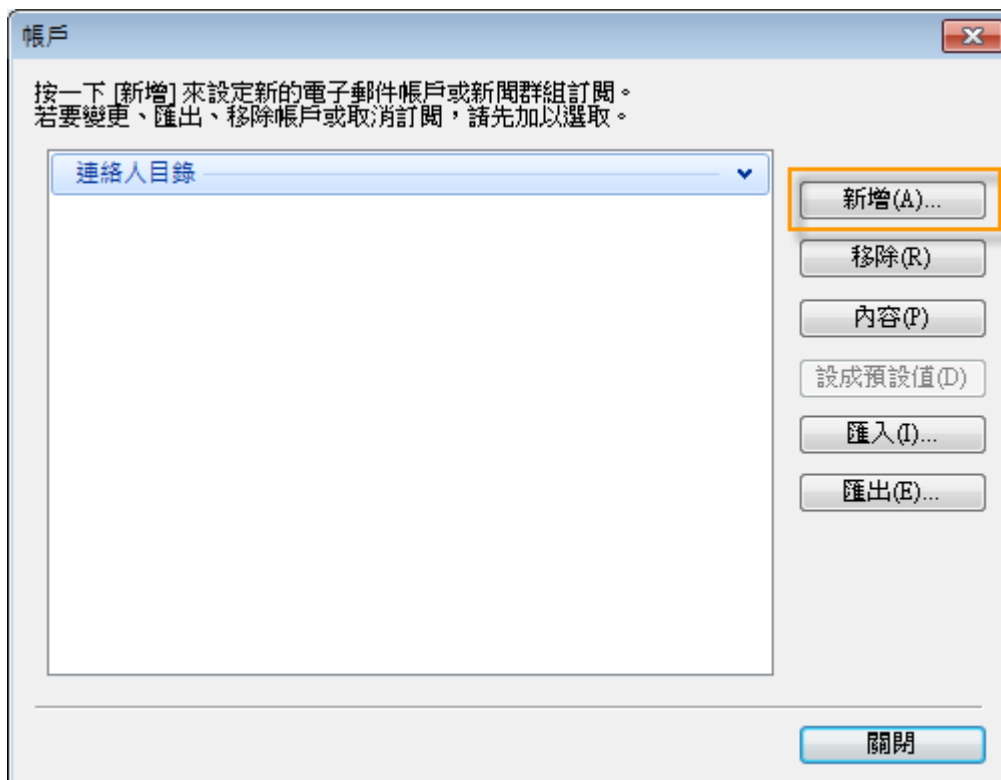 帳戶
按一下 [新增] 來設定新的電子郵件帳戶或新聞群組訂閱。
若要變更、匯出、移除帳戶或取消訂閱，請先加以選取。
連絡人目錄
新增(A)...
移除(R)
內容(P)
設成預設值(D)
匯入(I)...
匯出(E)...
關閉